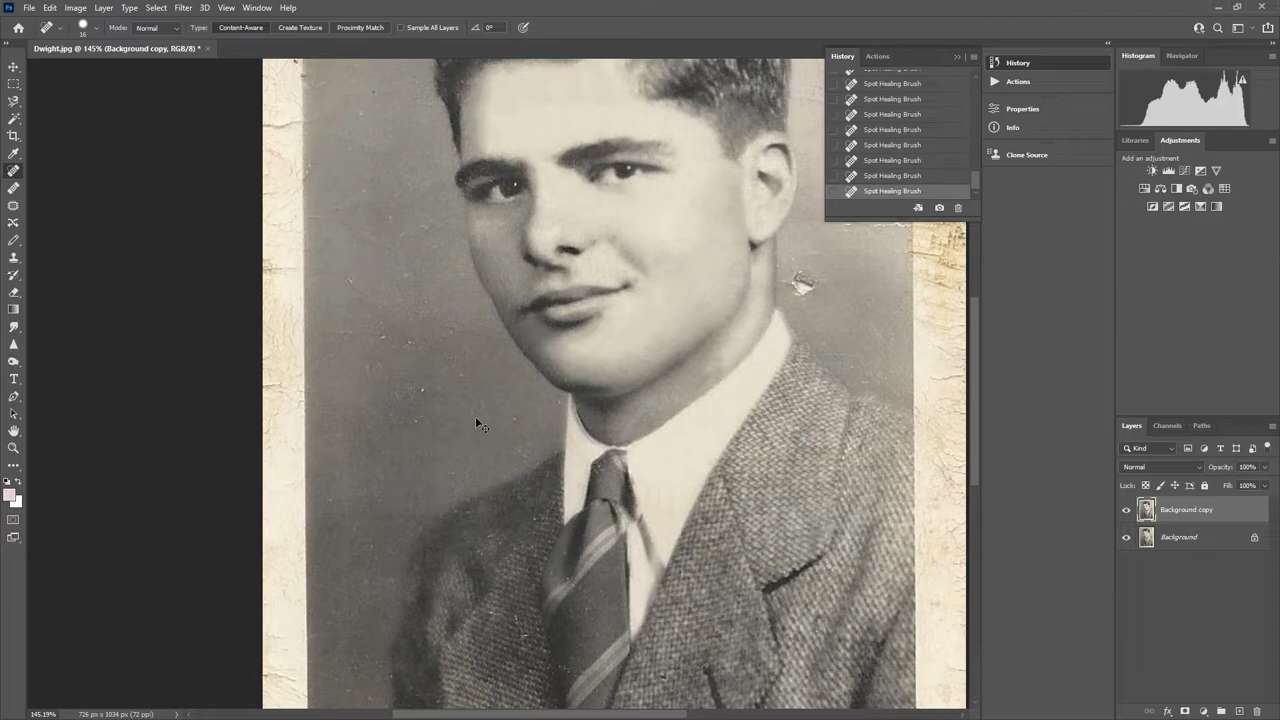 File Edit Image Layer Type Select Filter 3D View Window Help
16 Mode: Normal Type: Content-Aware Create Texture Proximity Match Sample All Layers 0°
Dwight.jpg @ 145% (Background copy, RGB/8) * ×
History Actions
Spot Healing Brush
Spot Healing Brush
Spot Healing Brush
Spot Healing Brush
Spot Healing Brush
Spot Healing Brush
Spot Healing Brush
Spot Healing Brush
History
Actions
Properties
Info
Clone Source
Histogram Navigator
Libraries Adjustments
Add an adjustment
Layers Channels Paths
Kind
Normal Opacity: 100%
Lock: Fill: 100%
Background copy
Background
145.19% 726 px x 1034 px (72 ppi)